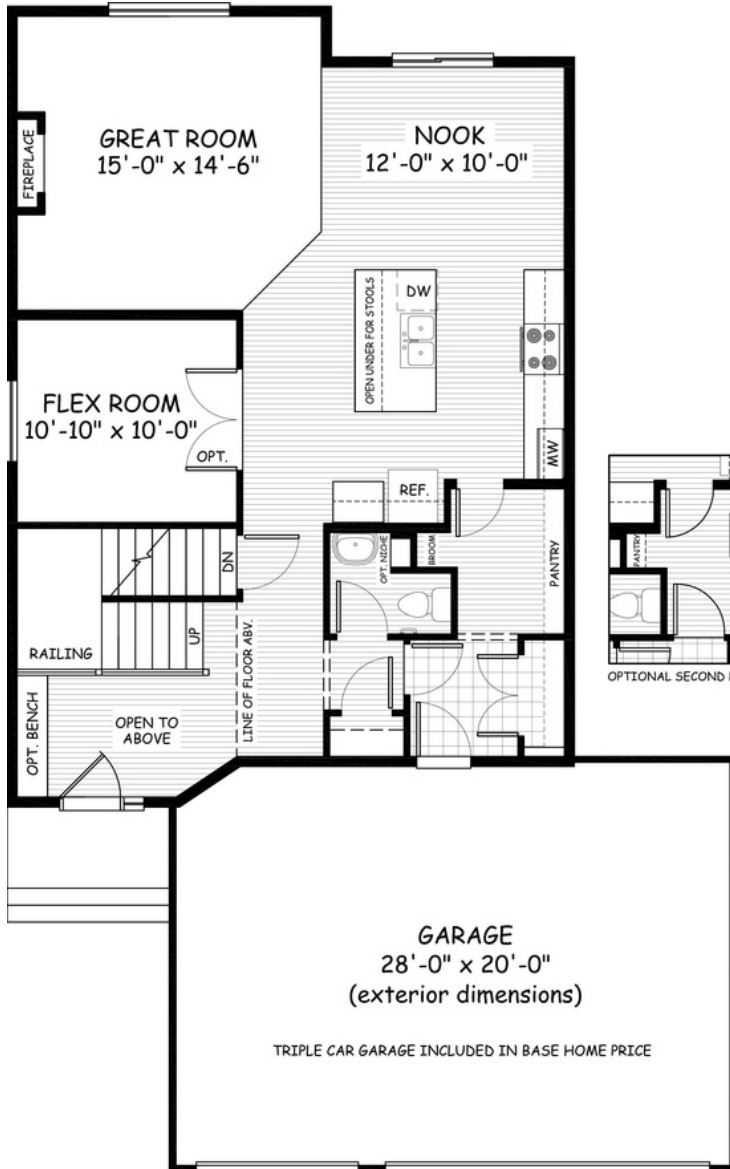 GREAT ROOM
15'-0" x 14'-6"
FIREPLACE
NOOK
12'-0" x 10'-0"
DW
OPEN UNDER FOR STOOLS
FLEX ROOM
10'-10" x 10'-0"
OPT.
MW
REF.
DN
OPT. NICHE
BROOM
PANTRY
PANTRY
UP
LINE OF FLOOR ABV.
RAILING
OPTIONAL SECOND
OPT. BENCH
OPEN TO
ABOVE
GARAGE
28'-0" x 20'-0"
(exterior dimensions)
TRIPLE CAR GARAGE INCLUDED IN BASE HOME PRICE